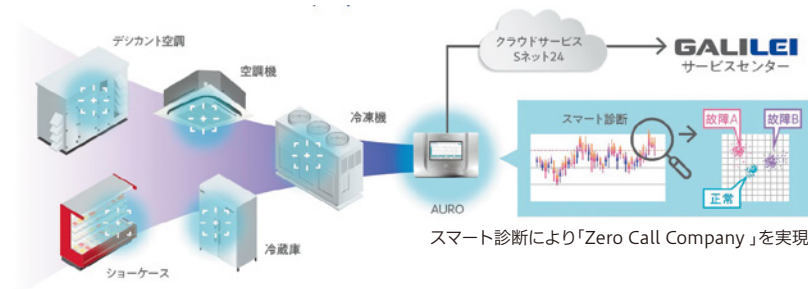 デシカント空調
空調機
冷凍機
ショーケース
冷蔵庫
AURO
クラウドサービス
Sネット24
GALILEI
サービスセンター
スマート診断
故障A
故障B
正常
スマート診断により「Zero Call Company」を実現